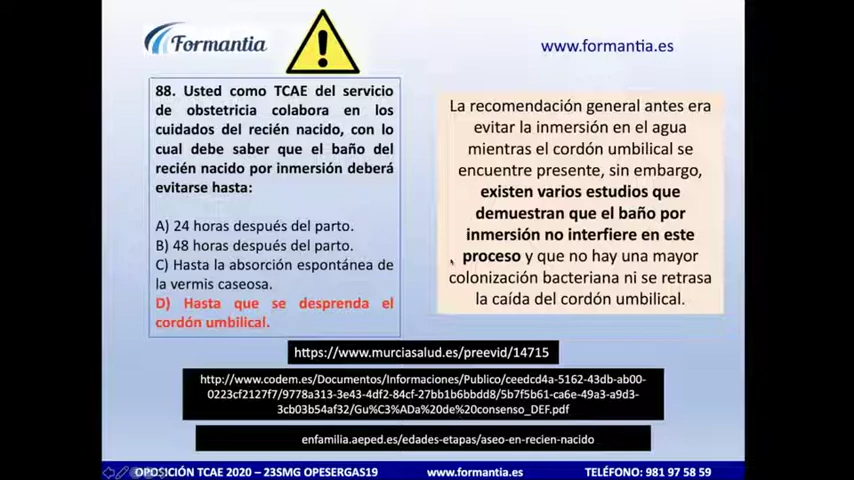 Formantia
www.formantia.es
88. Usted como TCAE del servicio
de obstetricia colabora en los
cuidados del recién nacido, con lo
cual debe saber que el baño del
recién nacido por inmersión deberá
evitarse hasta:
A) 24 horas después del parto.
B) 48 horas después del parto.
C) Hasta la absorción espontánea de
la vermis caseosa.
D) Hasta que se desprenda el
cordón umbilical.
La recomendación general antes era
evitar la inmersión en el agua
mientras el cordón umbilical se
encuentre presente, sin embargo,
existen varios estudios que
demuestran que el baño por
inmersión no interfiere en este
proceso y que no hay una mayor
colonización bacteriana ni se retrasa
la caída del cordón umbilical.
https://www.murciasalud.es/preevid/14715
http://www.codem.es/Documentos/Informaciones/Publico/ceedcd4a-5162-43db-ab00-
0223cf2127f7/9778a313-3e43-4df2-84cf-27bb1b6bbdd8/5b7f5b61-ca6e-49a3-a9d3-
3cb03b54af32/Gu%C3%ADa%20de%20consenso_DEF.pdf
enfamilia.aeped.es/edades-etapas/aseo-en-recien-nacido
OPOSICIÓN TCAE 2020 – 23SMG OPESERGAS19 www.formantia.es TELÉFONO: 981 97 58 59